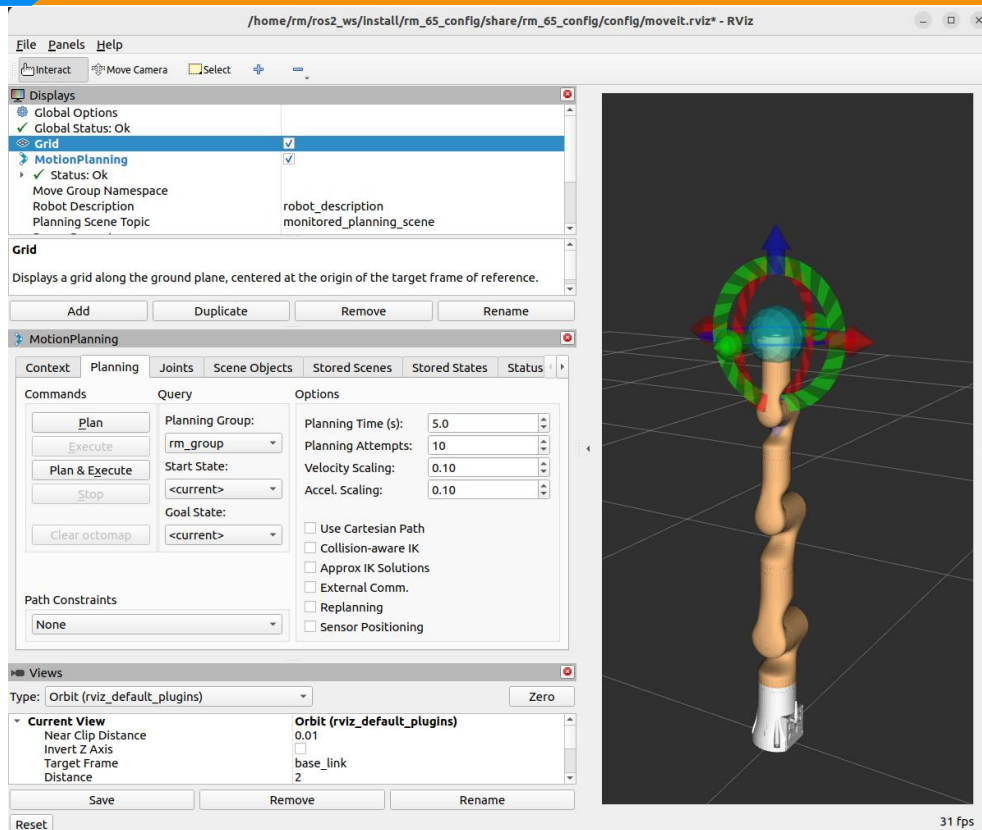 /home/rm/ros2_ws/install/rm_65_config/share/rm_65_config/config/moveit.rviz* - RViz
File Panels Help
Interact Move Camera Select
Displays
Global Options
Global Status: Ok
Grid
MotionPlanning
Status: Ok
Move Group Namespace
Robot Description robot_description
Planning Scene Topic monitored_planning_scene
Grid
Displays a grid along the ground plane, centered at the origin of the target frame of reference.
Add Duplicate Remove Rename
MotionPlanning
Context Planning Joints Scene Objects Stored Scenes Stored States Status
Commands Query Options
Plan Planning Group: Planning Time (s): 5.0
Execute rm_group Planning Attempts: 10
Plan & Execute Start State: Velocity Scaling: 0.10
Stop <current> Accel. Scaling: 0.10
Goal State:
Clear octomap <current> Use Cartesian Path
Collision-aware IK
Approx IK Solutions
External Comm.
Path Constraints Replanning
None Sensor Positioning
Views
Type: Orbit (rviz_default_plugins) Zero
Current View Orbit (rviz_default_plugins)
Near Clip Distance 0.01
Invert Z Axis
Target Frame base_link
Distance 2
Save Remove Rename
Reset 31 fps